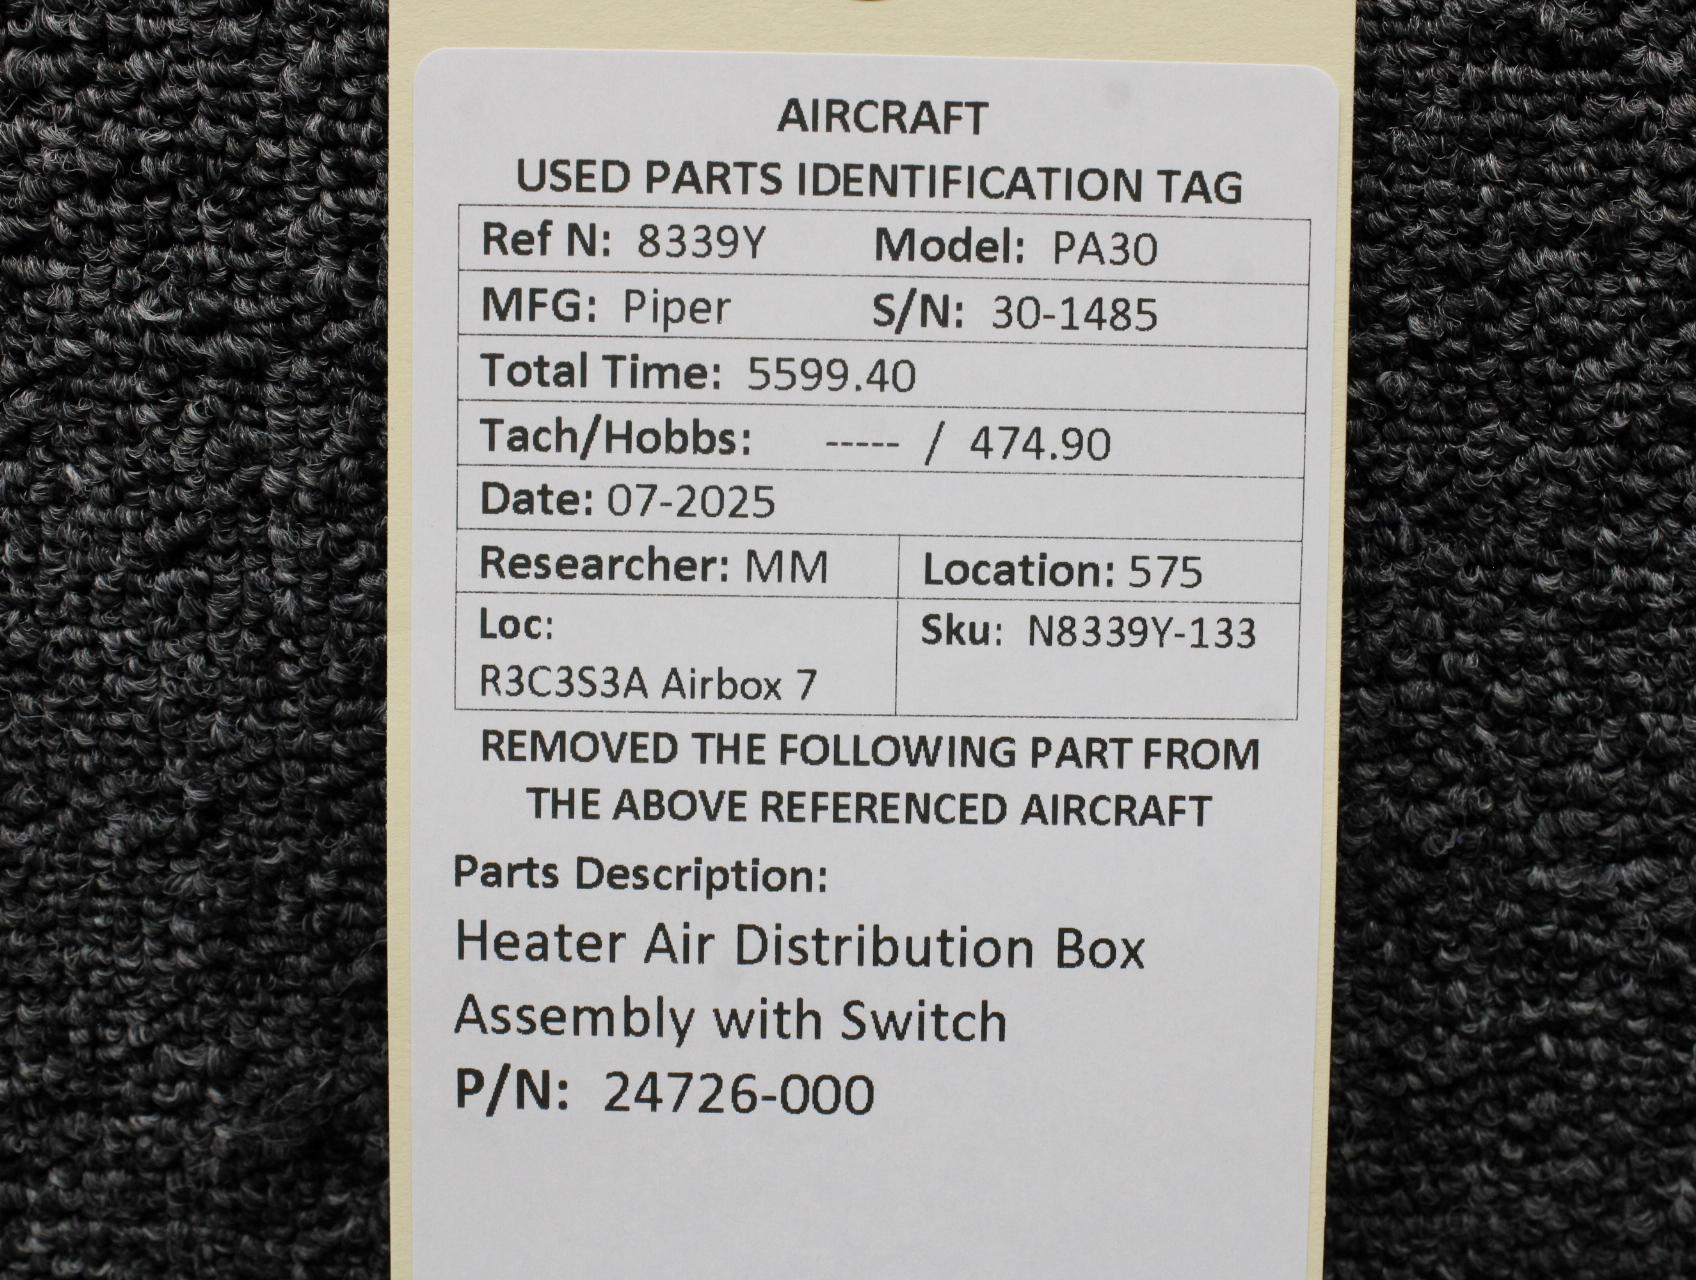 AIRCRAFT
USED PARTS IDENTIFICATION TAG
Ref N: 8339Y Model: PA30
MFG: Piper S/N: 30-1485
Total Time: 5599.40
Tach/Hobbs: ----- / 474.90
Date: 07-2025
Researcher: MM Location: 575
Loc: Sku: N8339Y-133
R3C3S3A Airbox 7
REMOVED THE FOLLOWING PART FROM
THE ABOVE REFERENCED AIRCRAFT
Parts Description:
Heater Air Distribution Box
Assembly with Switch
P/N: 24726-000